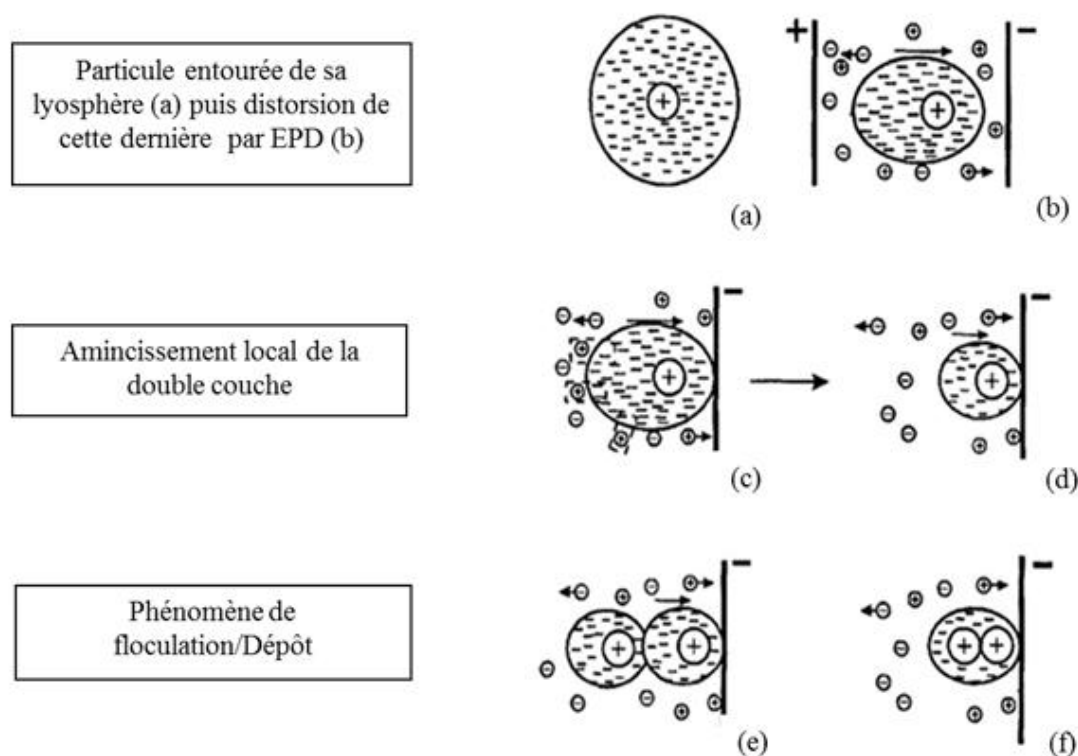 Particule entourée de sa
lyosphère (a) puis distorsion de
cette dernière par EPD (b)
+
−
(a)
(b)
Amincissement local de la
double couche
−
−
(c)
(d)
Phénomène de
floculation/Dépôt
−
−
(e)
(f)